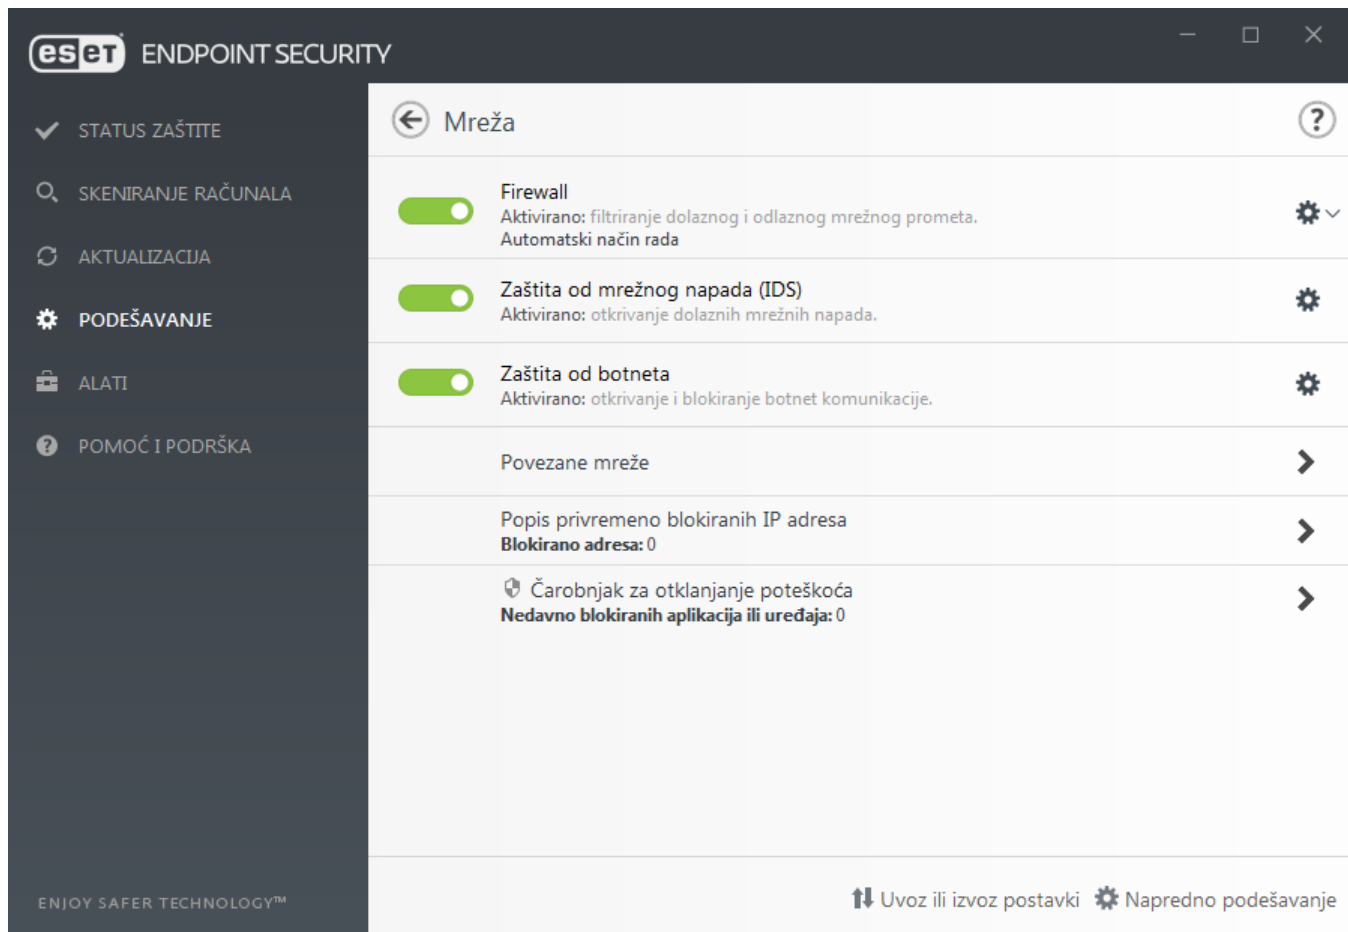 eseT ENDPOINT SECURITY
STATUS ZAŠTITE
SKENIRANJE RAČUNALA
AKTUALIZACIJA
PODEŠAVANJE
ALATI
POMOĆ I PODRŠKA
ENJOY SAFER TECHNOLOGY™
Mreža
?
Firewall
Aktivirano: filtriranje dolaznog i odlaznog mrežnog prometa.
Automatski način rada
Zaštita od mrežnog napada (IDS)
Aktivirano: otkrivanje dolaznih mrežnih napada.
Zaštita od botneta
Aktivirano: otkrivanje i blokiranje botnet komunikacije.
Povezane mreže
Popis privremeno blokiranih IP adresa
Blokirano adresa: 0
Čarobnjak za otklanjanje poteškoća
Nedavno blokiranih aplikacija ili uređaja: 0
Uvoz ili izvoz postavki Napredno podešavanje